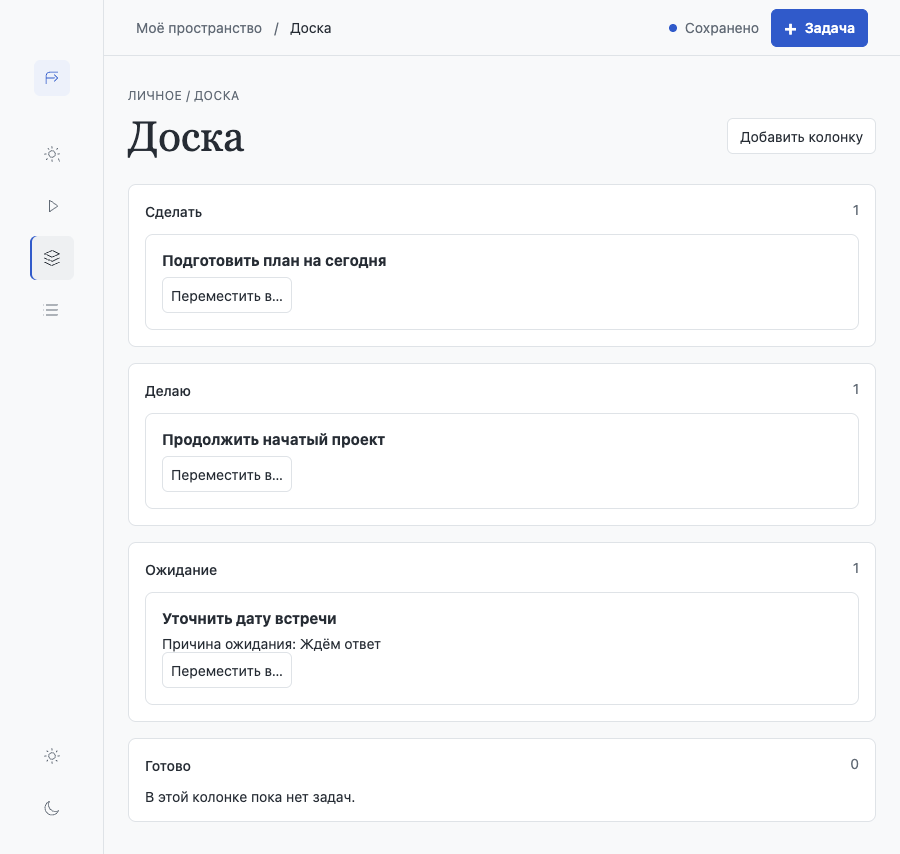 Моё пространство / Доска
Сохранено
+ Задача
ЛИЧНОЕ / ДОСКА
Доска
Добавить колонку
Сделать
1
Подготовить план на сегодня
Переместить в...
Делаю
1
Продолжить начатый проект
Переместить в...
Ожидание
1
Уточнить дату встречи
Причина ожидания: Ждём ответ
Переместить в...
Готово
0
В этой колонке пока нет задач.